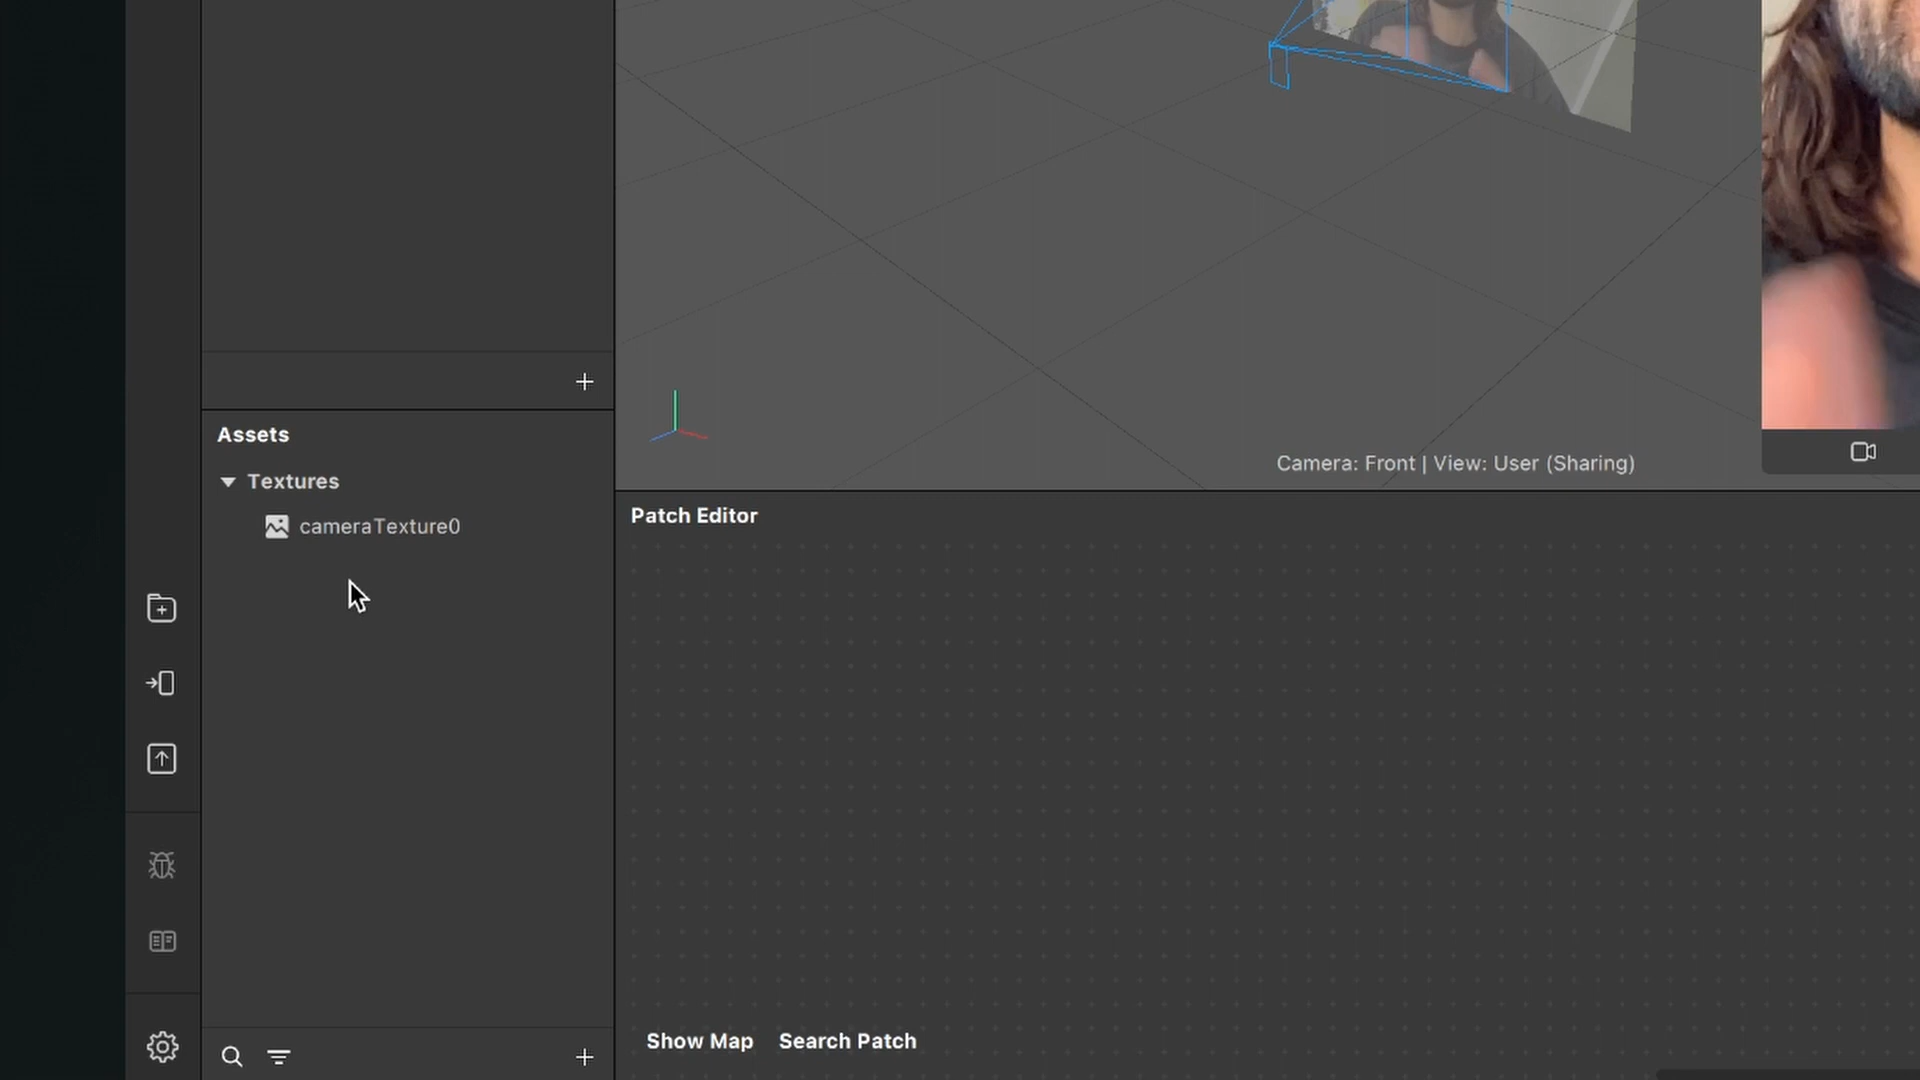 Assets
Textures
cameraTexture0
Camera: Front | View: User (Sharing)
Patch Editor
Show Map
Search Patch